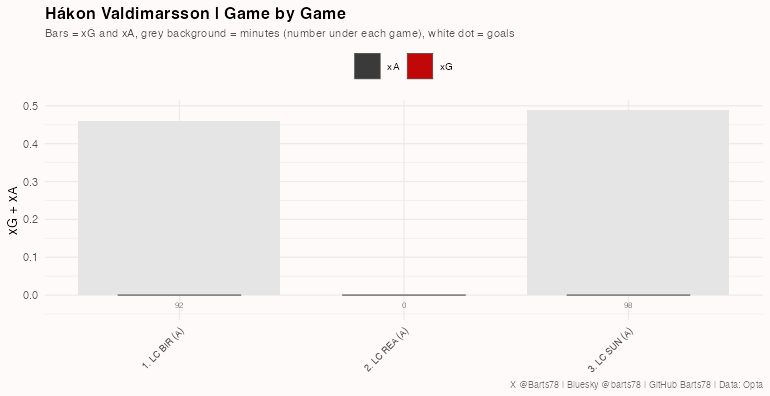 Hákon Valdimarsson | Game by Game
Bars = xG and xA, grey background = minutes (number under each game), white dot = goals
xA xG
xG + xA
0.5
0.4
0.3
0.2
0.1
0.0
92 0 98
1. LC BIR (A) 2. LC REA (A) 3. LC SUN (A)
X @Barts78 | Bluesky @barts78 | GitHub Barts78 | Data: Opta